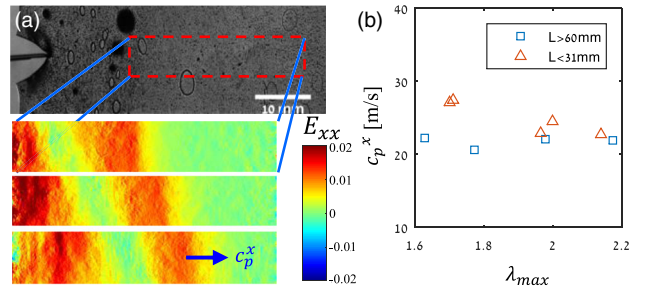 (a)
10 mm
E_xx
0.02
0.01
0
-0.01
-0.02
c_p^x
(b)
40
30
20
10
c_p^x [m/s]
L>60mm
L<31mm
1.6
1.8
2
2.2
λ_max